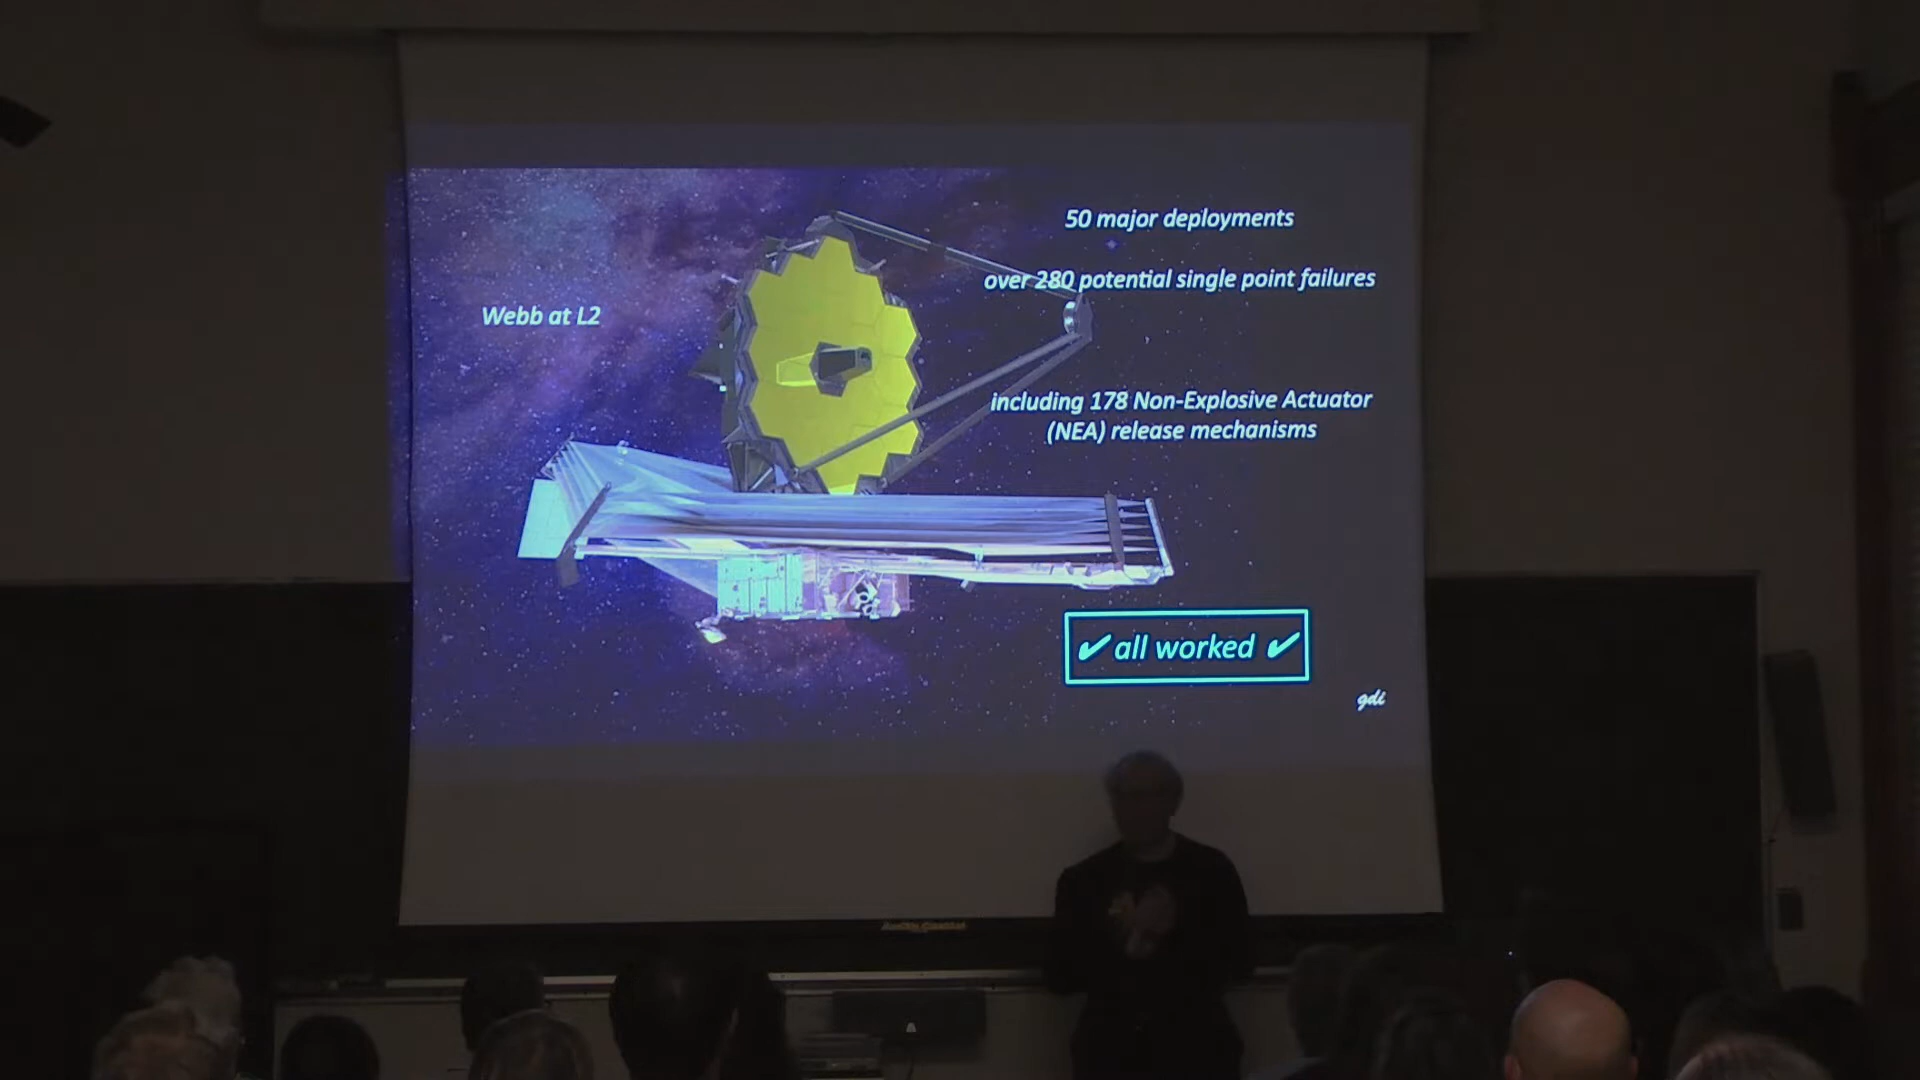 50 major deployments
over 280 potential single point failures
Webb at L2
including 178 Non-Explosive Actuator
(NEA) release mechanisms
✔ all worked ✔
gdi